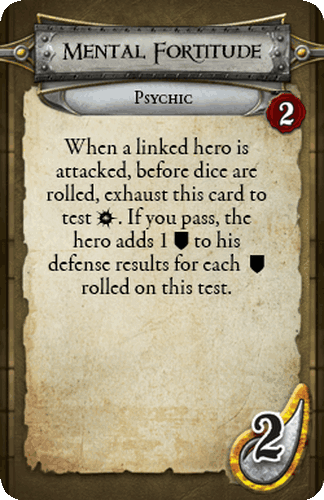 Mental Fortitude
Psychic
2
When a linked hero is
attacked, before dice are
rolled, exhaust this card to
test . If you pass, the
hero adds 1 to his
defense results for each
rolled on this test.
2